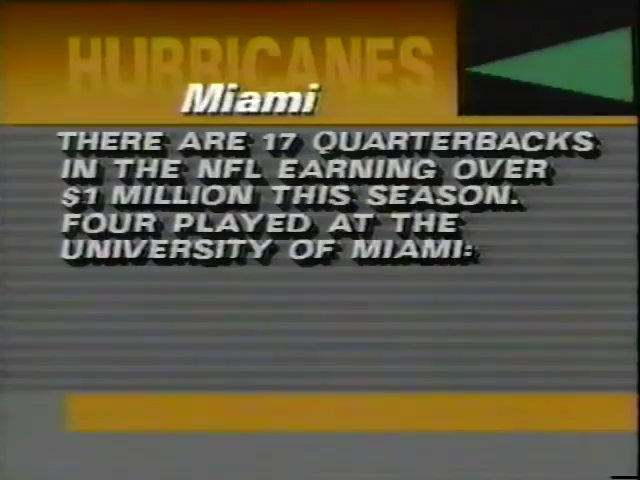 HURRICANES
Miami
THERE ARE 17 QUARTERBACKS
IN THE NFL EARNING OVER
$1 MILLION THIS SEASON.
FOUR PLAYED AT THE
UNIVERSITY OF MIAMI: